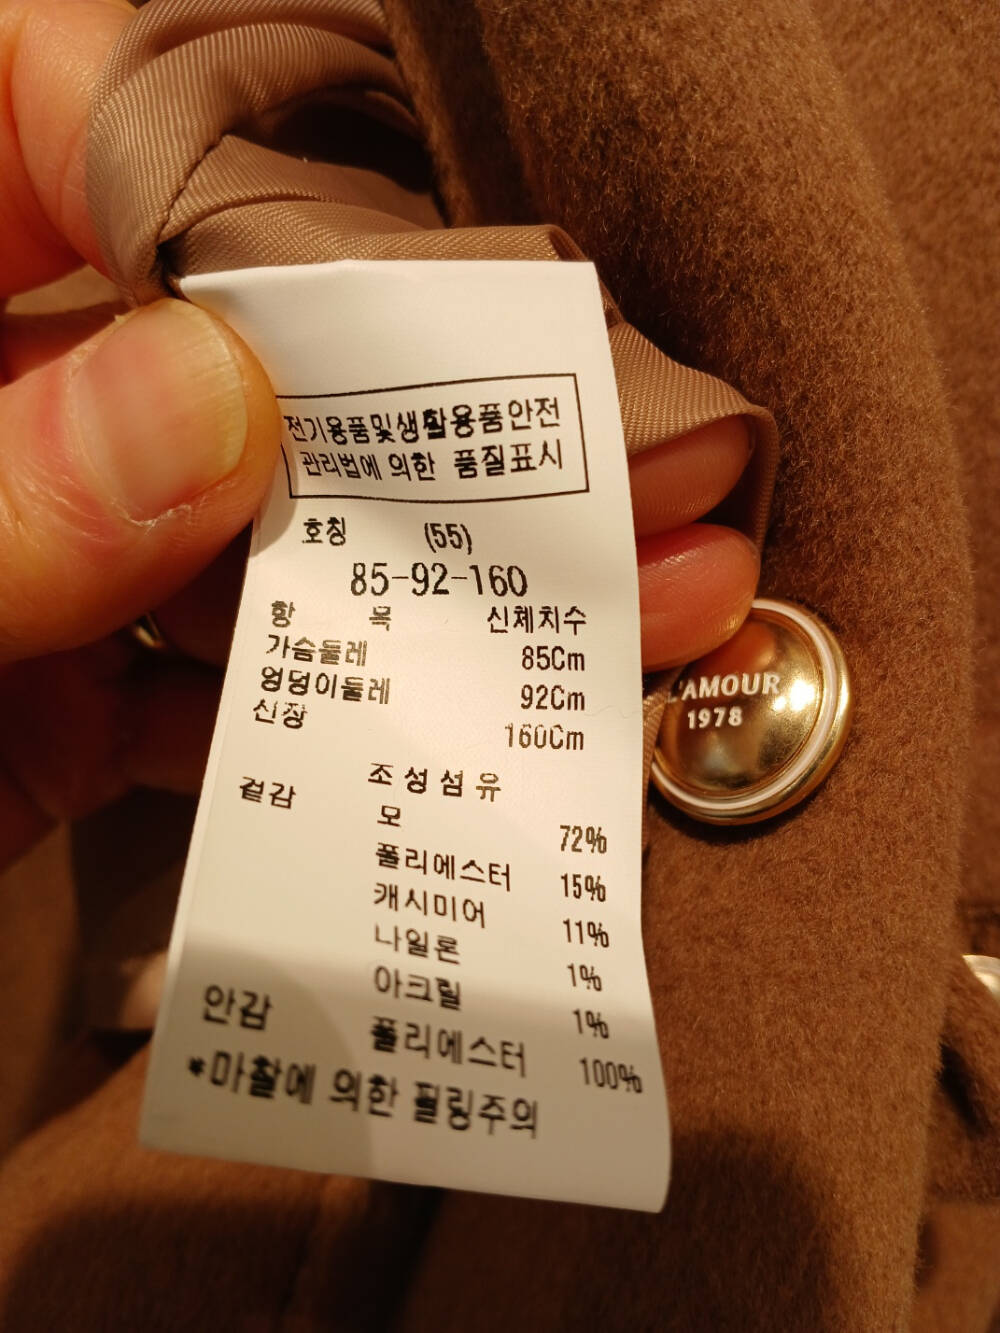 전기용품및생활용품안전
관리법에 의한 품질표시
호칭 (55)
85-92-160
항 목 신체치수
가슴둘레 85Cm
엉덩이둘레 92Cm
신장 160Cm
조성섬유
겉감 모 72%
폴리에스터 15%
캐시미어 11%
나일론 1%
아크릴 1%
안감 폴리에스터 100%
*마찰에 의한 필링주의
L'AMOUR
1978